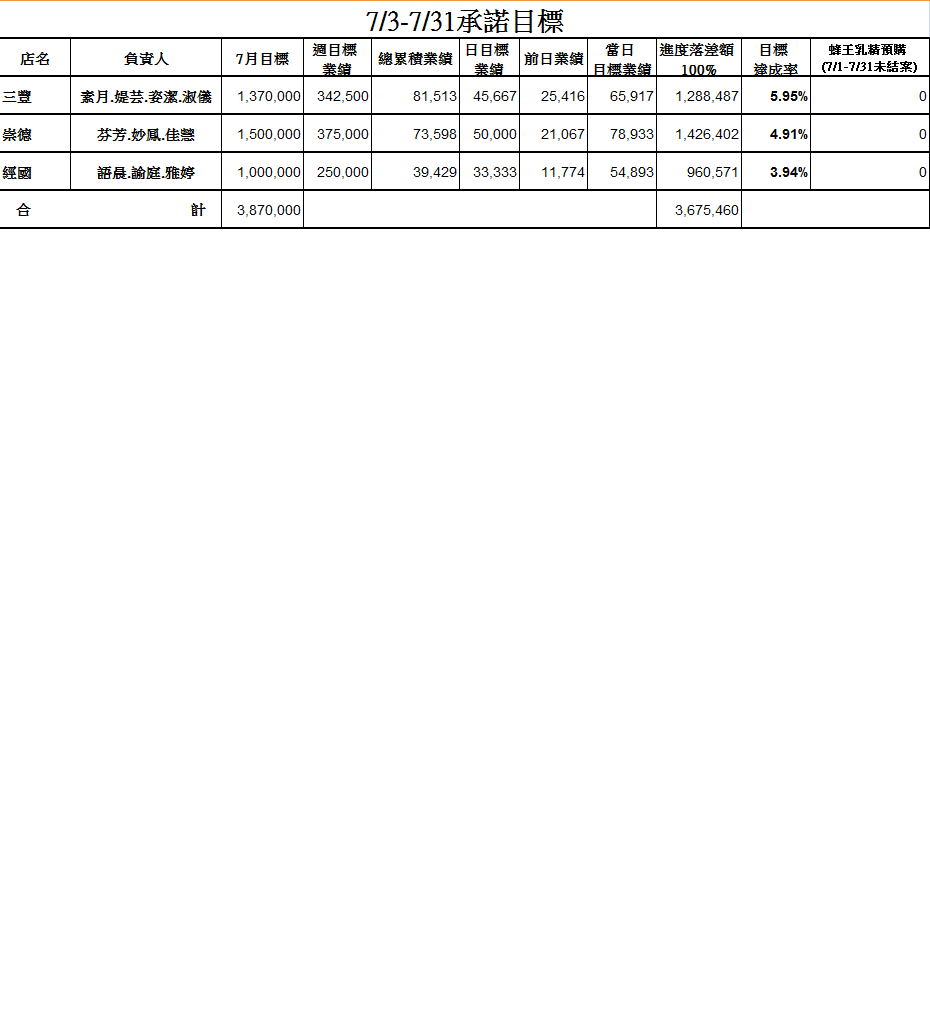 7/3-7/31承諾目標
店名 負責人 7月目標 週目標業績 總累積業績 日目標業績 前日業績 當日目標業績 進度落差額100% 目標達成率 蜂王乳精預購(7/1-7/31未結案)
三豐 素月.媞芸.姿潔.淑儀 1,370,000 342,500 81,513 45,667 25,416 65,917 1,288,487 5.95% 0
崇德 芬芳.妙鳳.佳慧 1,500,000 375,000 73,598 50,000 21,067 78,933 1,426,402 4.91% 0
經國 語晨.諭庭.雅婷 1,000,000 250,000 39,429 33,333 11,774 54,893 960,571 3.94% 0
合 計 3,870,000 3,675,460